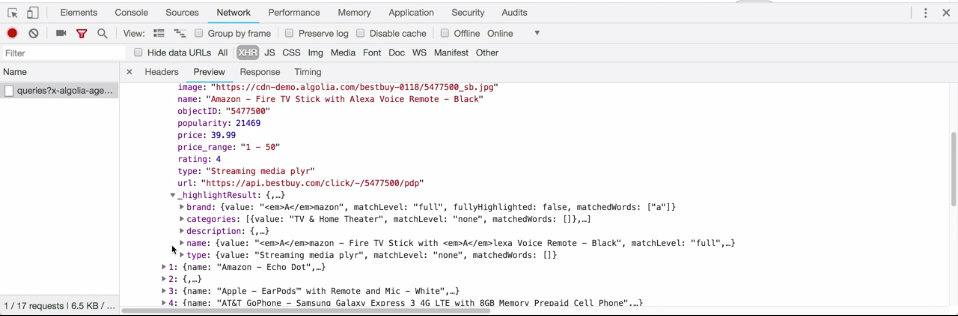 Elements Console Sources Network Performance Memory Application Security Audits
View: Group by frame Preserve log Disable cache Offline Online
Filter Hide data URLs All XHR JS CSS Img Media Font Doc WS Manifest Other
Name Headers Preview Response Timing
queries?x-algolia-age...
image: "https://cdn-demo.algolia.com/bestbuy-0118/5477500_sb.jpg"
name: "Amazon - Fire TV Stick with Alexa Voice Remote - Black"
objectID: "5477500"
popularity: 21469
price: 39.99
price_range: "1 - 50"
rating: 4
type: "Streaming media plyr"
url: "https://api.bestbuy.com/click/-/5477500/pdp"
_highlightResult: {,…}
brand: {value: "<em>A</em>mazon", matchLevel: "full", fullyHighlighted: false, matchedWords: ["a"]}
categories: [{value: "TV & Home Theater", matchLevel: "none", matchedWords: []},…]
description: {,…}
name: {value: "<em>A</em>mazon - Fire TV Stick with <em>A</em>lexa Voice Remote - Black", matchLevel: "full",…}
type: {value: "Streaming media plyr", matchLevel: "none", matchedWords: []}
1: {name: "Amazon - Echo Dot",…}
2: {,…}
3: {name: "Apple - EarPods™ with Remote and Mic - White",…}
4: {name: "AT&T GoPhone - Samsung Galaxy Express 3 4G LTE with 8GB Memory Prepaid Cell Phone",…}
1 / 17 requests | 6.5 KB / ...